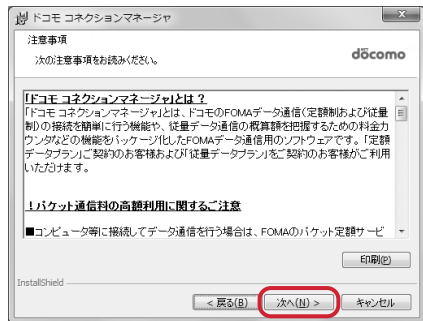 ドコモ コネクションマネージャ
注意事項
次の注意事項をお読みください。
döcomo
「ドコモ コネクションマネージャ」とは?
「ドコモ コネクションマネージャ」とは、ドコモのFOMAデータ通信(定額制および従量
制)の接続を簡単に行う機能や、従量データ通信の概算額を把握するための料金カ
ウンタなどの機能をパッケージ化したFOMAデータ通信用のソフトウェアです。「定額
データプラン」ご契約のお客様および「従量データプラン」をご契約のお客様がご利用
いただけます。
!パケット通信料の高額利用に関するご注意
■コンピュータ等に接続してデータ通信を行う場合は、FOMAのパケット定額サービ
印刷(P)
InstallShield
< 戻る(B)
次へ(N) >
キャンセル